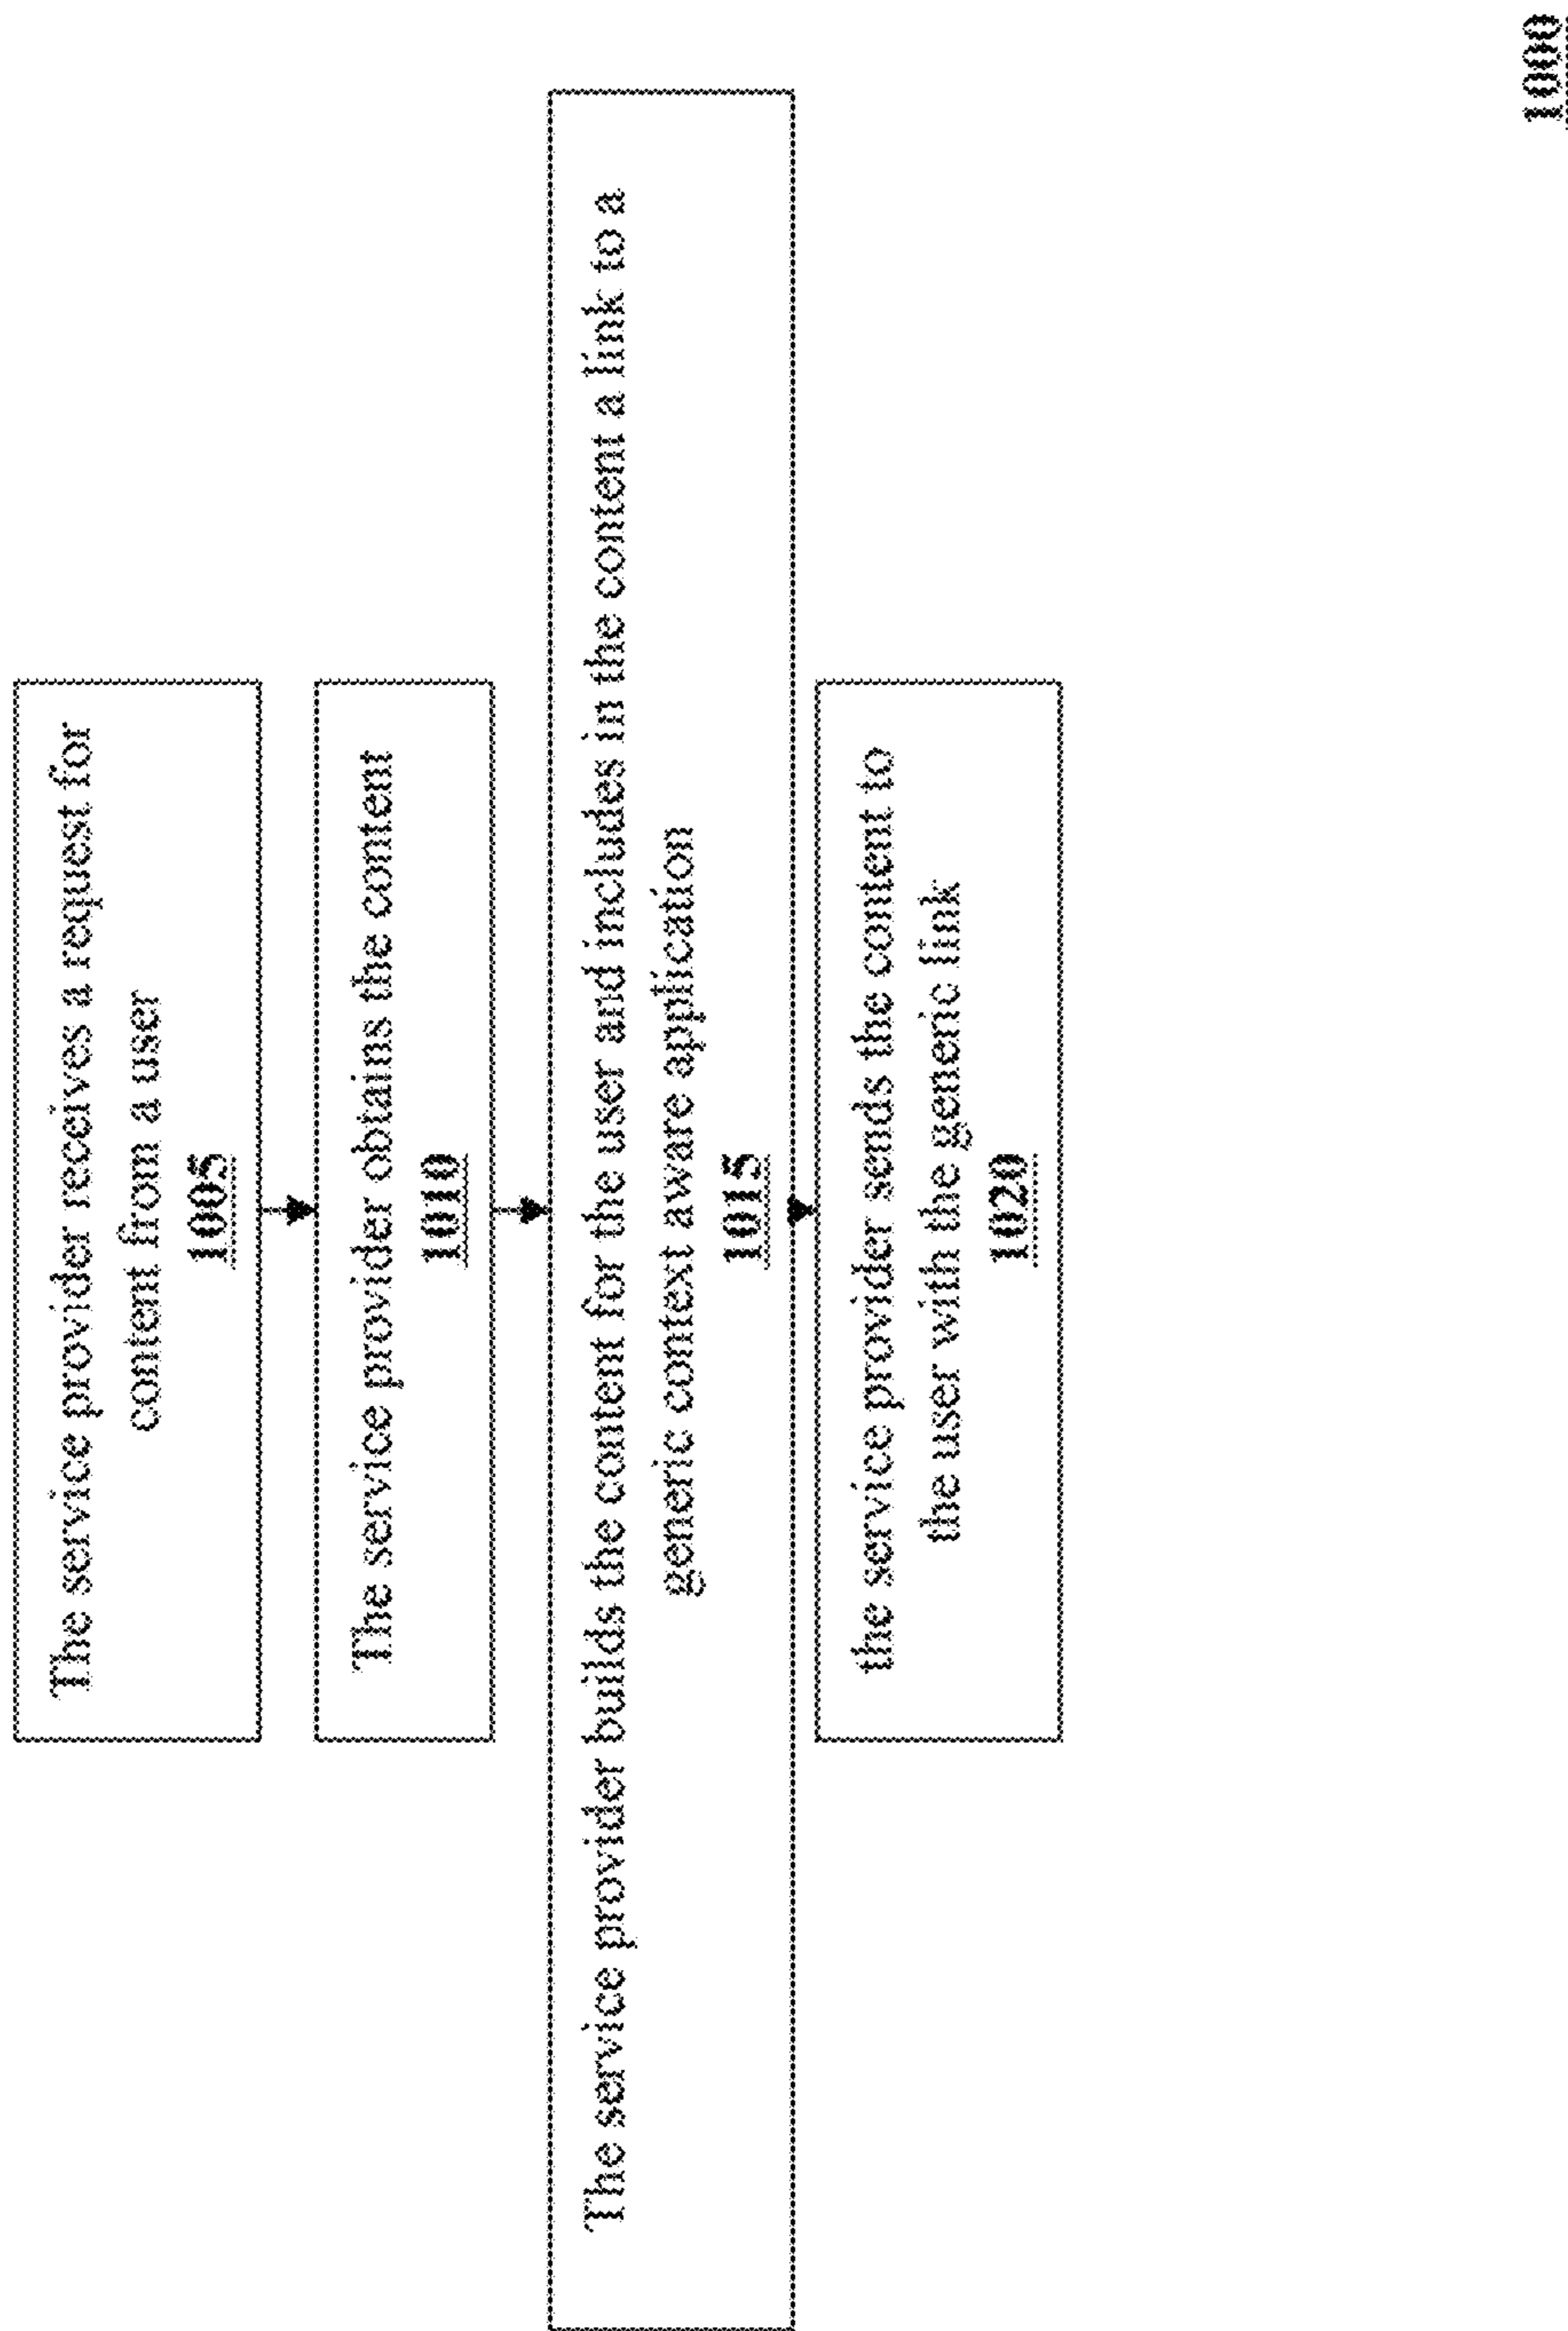 The service provider receives a request for
content from a user
1005
The service provider obtains the content
1010
The service provider builds the content for the user and includes in the content a link to a
generic context aware application
1015
the service provider sends the content to
the user with the generic link
1020
1000